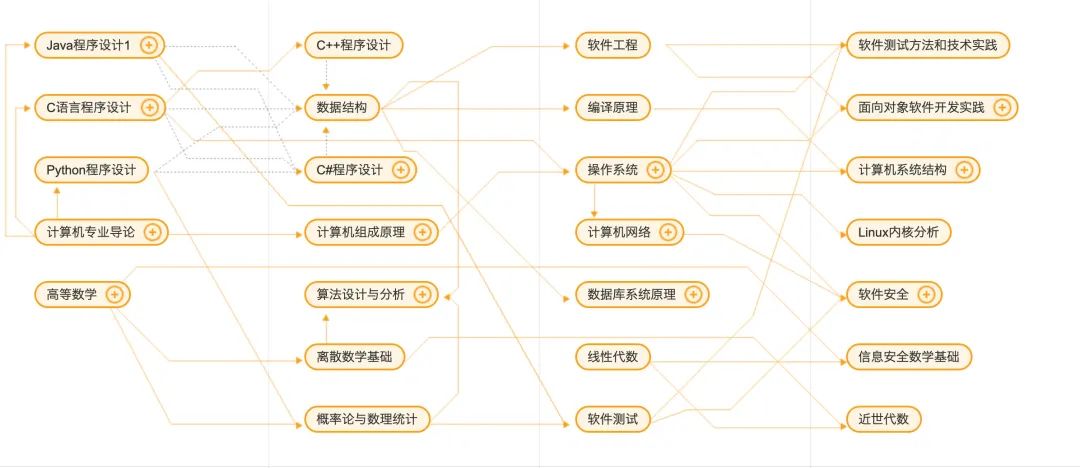 Java程序设计1
C++程序设计
软件工程
软件测试方法和技术实践
C语言程序设计
数据结构
编译原理
面向对象软件开发实践
Python程序设计
C#程序设计
操作系统
计算机系统结构
计算机专业导论
计算机组成原理
计算机网络
Linux内核分析
高等数学
算法设计与分析
数据库系统原理
软件安全
离散数学基础
线性代数
信息安全数学基础
概率论与数理统计
软件测试
近世代数